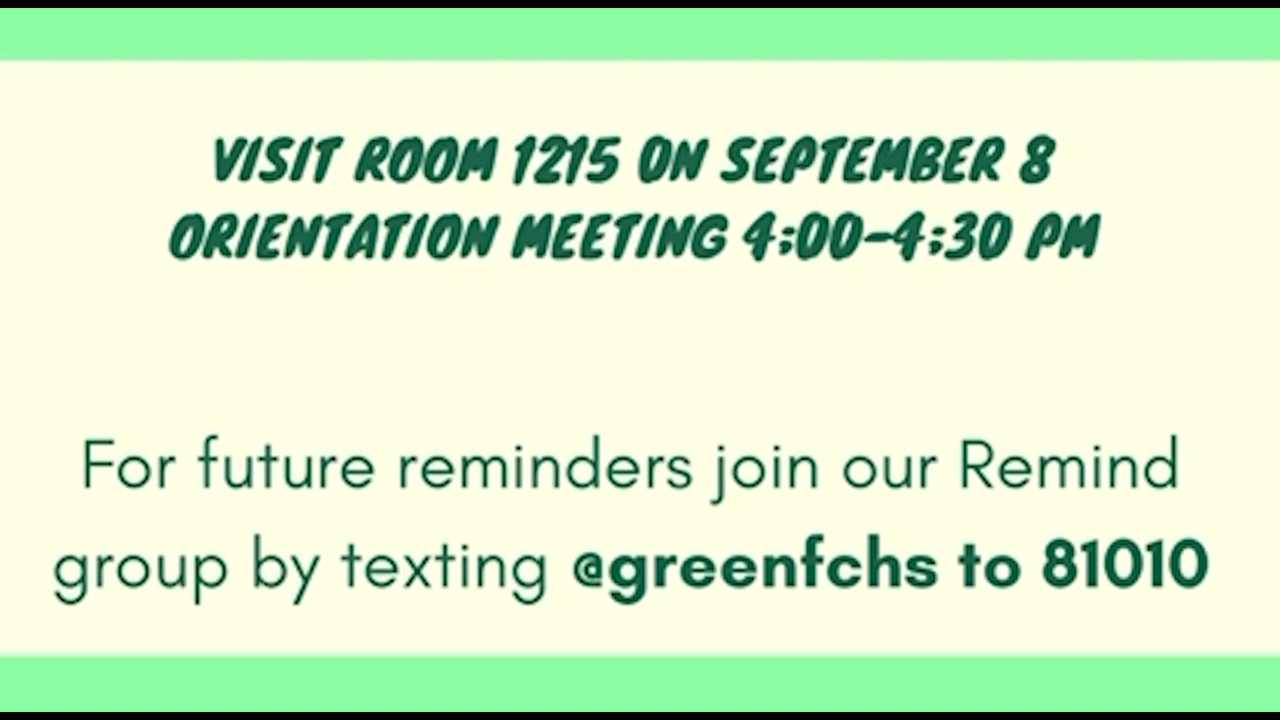 VISIT ROOM 1215 ON SEPTEMBER 8
ORIENTATION MEETING 4:00-4:30 PM
For future reminders join our Remind
group by texting @greenfchs to 81010